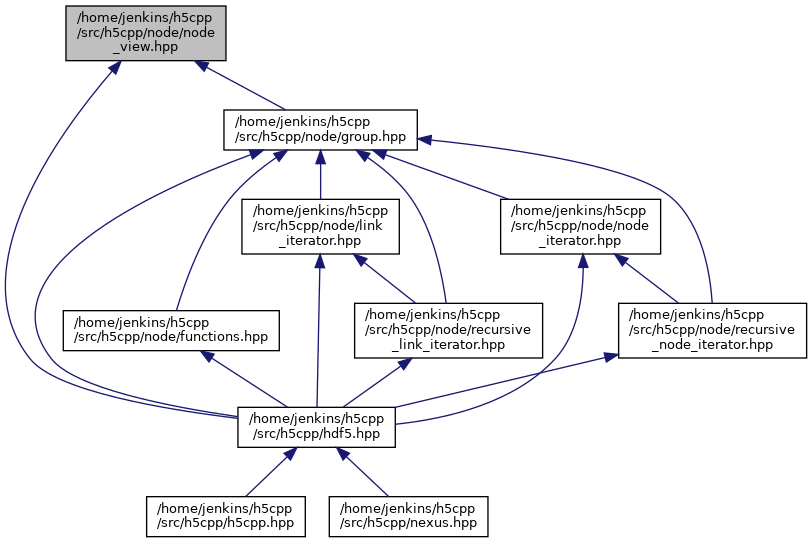 /home/jenkins/h5cpp
/src/h5cpp/node/node
_view.hpp
/home/jenkins/h5cpp
/src/h5cpp/node/group.hpp
/home/jenkins/h5cpp
/src/h5cpp/node/link
_iterator.hpp
/home/jenkins/h5cpp
/src/h5cpp/node/node
_iterator.hpp
/home/jenkins/h5cpp
/src/h5cpp/node/functions.hpp
/home/jenkins/h5cpp
/src/h5cpp/node/recursive
_link_iterator.hpp
/home/jenkins/h5cpp
/src/h5cpp/node/recursive
_node_iterator.hpp
/home/jenkins/h5cpp
/src/h5cpp/hdf5.hpp
/home/jenkins/h5cpp
/src/h5cpp/h5cpp.hpp
/home/jenkins/h5cpp
/src/h5cpp/nexus.hpp